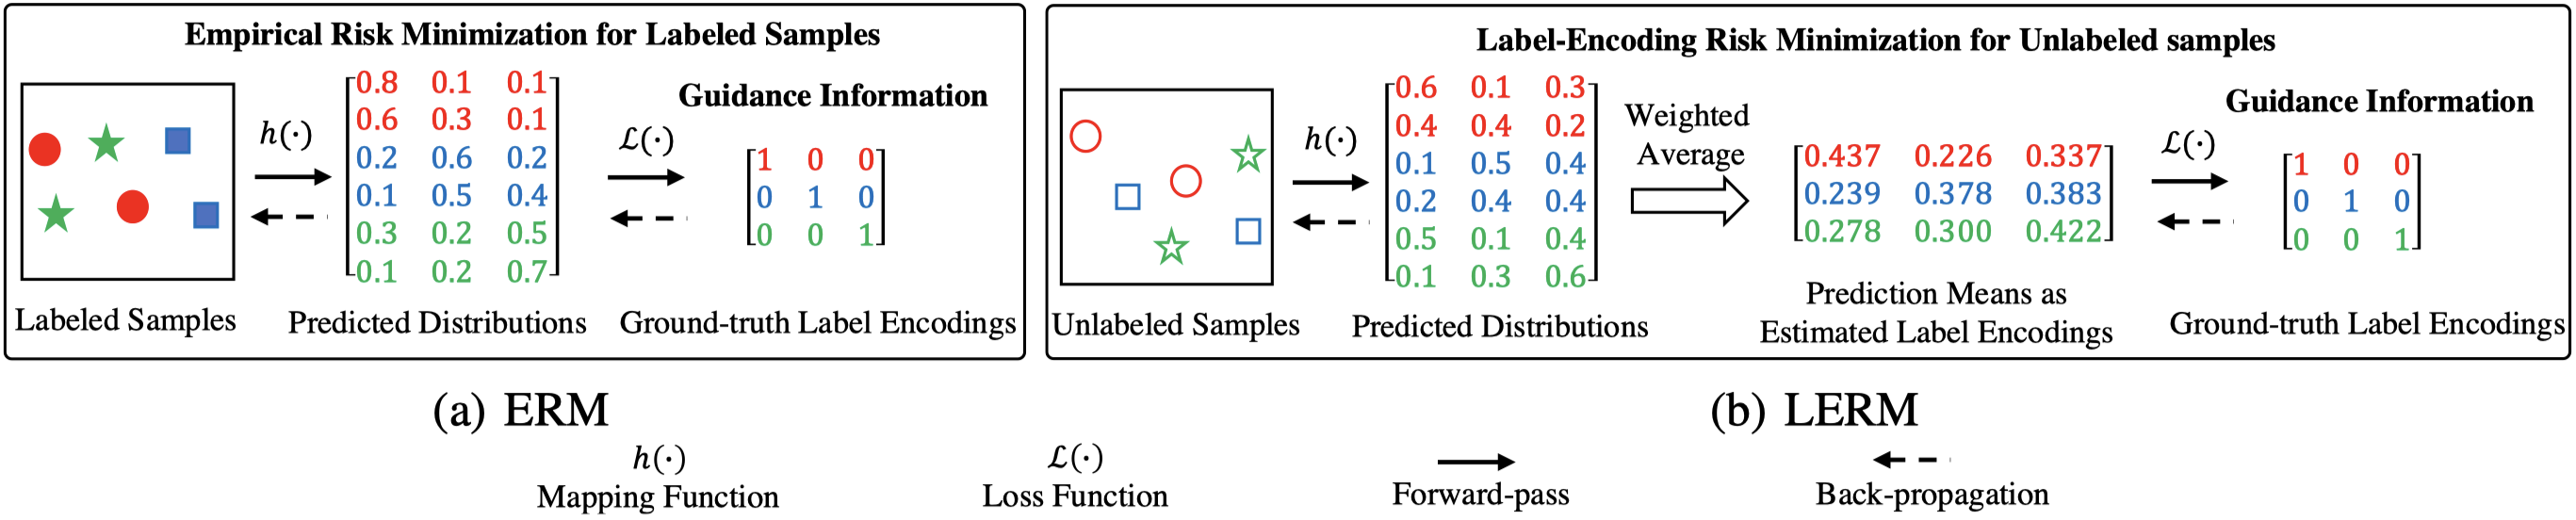 Empirical Risk Minimization for Labeled Samples
h(·)
0.8 0.1 0.1
0.6 0.3 0.1
0.2 0.6 0.2
0.1 0.5 0.4
0.3 0.2 0.5
0.1 0.2 0.7
ℒ(·)
Guidance Information
1 0 0
0 1 0
0 0 1
Labeled Samples
Predicted Distributions
Ground-truth Label Encodings
(a) ERM
Label-Encoding Risk Minimization for Unlabeled samples
h(·)
0.6 0.1 0.3
0.4 0.4 0.2
0.1 0.5 0.4
0.2 0.4 0.4
0.5 0.1 0.4
0.1 0.3 0.6
Weighted
Average
0.437 0.226 0.337
0.239 0.378 0.383
0.278 0.300 0.422
ℒ(·)
Guidance Information
1 0 0
0 1 0
0 0 1
Unlabeled Samples
Predicted Distributions
Prediction Means as
Estimated Label Encodings
Ground-truth Label Encodings
(b) LERM
h(·)
Mapping Function
ℒ(·)
Loss Function
Forward-pass
Back-propagation